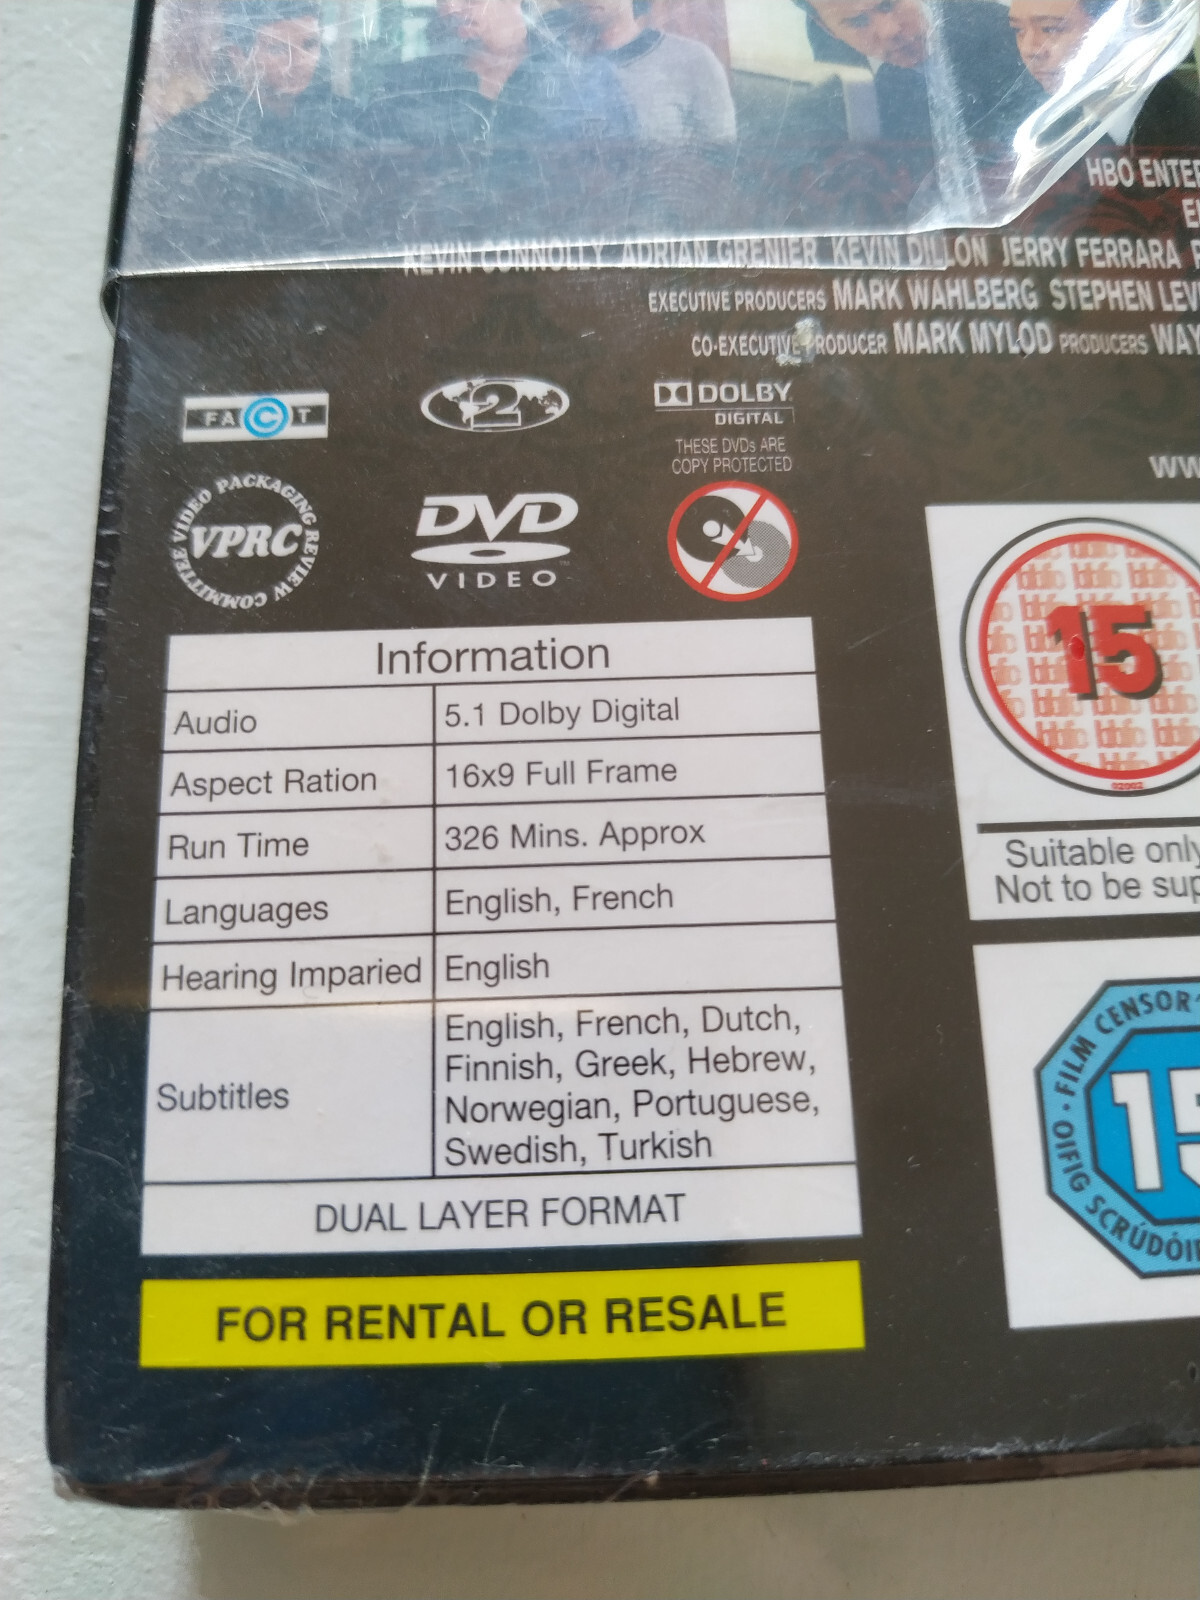 HBO
KEVIN CONNOLLY ADRIAN GRENIER KEVIN DILLON JERRY FERRARA
EXECUTIVE PRODUCERS MARK WAHLBERG STEPHEN LEV
CO-EXECUTIVE PRODUCER MARK MYLOD PRODUCERS WAY
FACT
2
DOLBY
DIGITAL
THESE DVDs ARE
COPY PROTECTED
WW
VIDEO PACKAGING REVIEW COMMITTEE
VPRC
DVD
VIDEO
15
02002
Suitable only
Not to be sup
Information
Audio 5.1 Dolby Digital
Aspect Ration 16x9 Full Frame
Run Time 326 Mins. Approx
Languages English, French
Hearing Imparied English
Subtitles English, French, Dutch,
Finnish, Greek, Hebrew,
Norwegian, Portuguese,
Swedish, Turkish
DUAL LAYER FORMAT
FILM CENSOR'
15
OIFIG SCRÚDÓI
FOR RENTAL OR RESALE